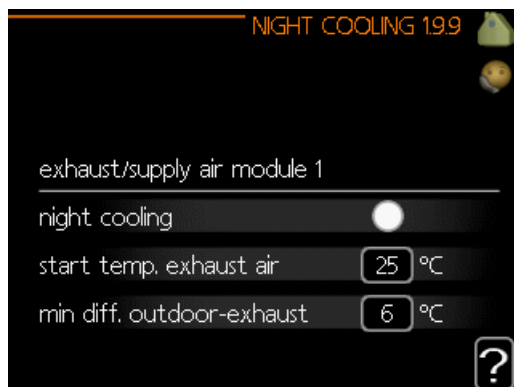 NIGHT COOLING 1.9.9
exhaust/supply air module 1
night cooling
start temp. exhaust air 25 °C
min diff. outdoor-exhaust 6 °C
?